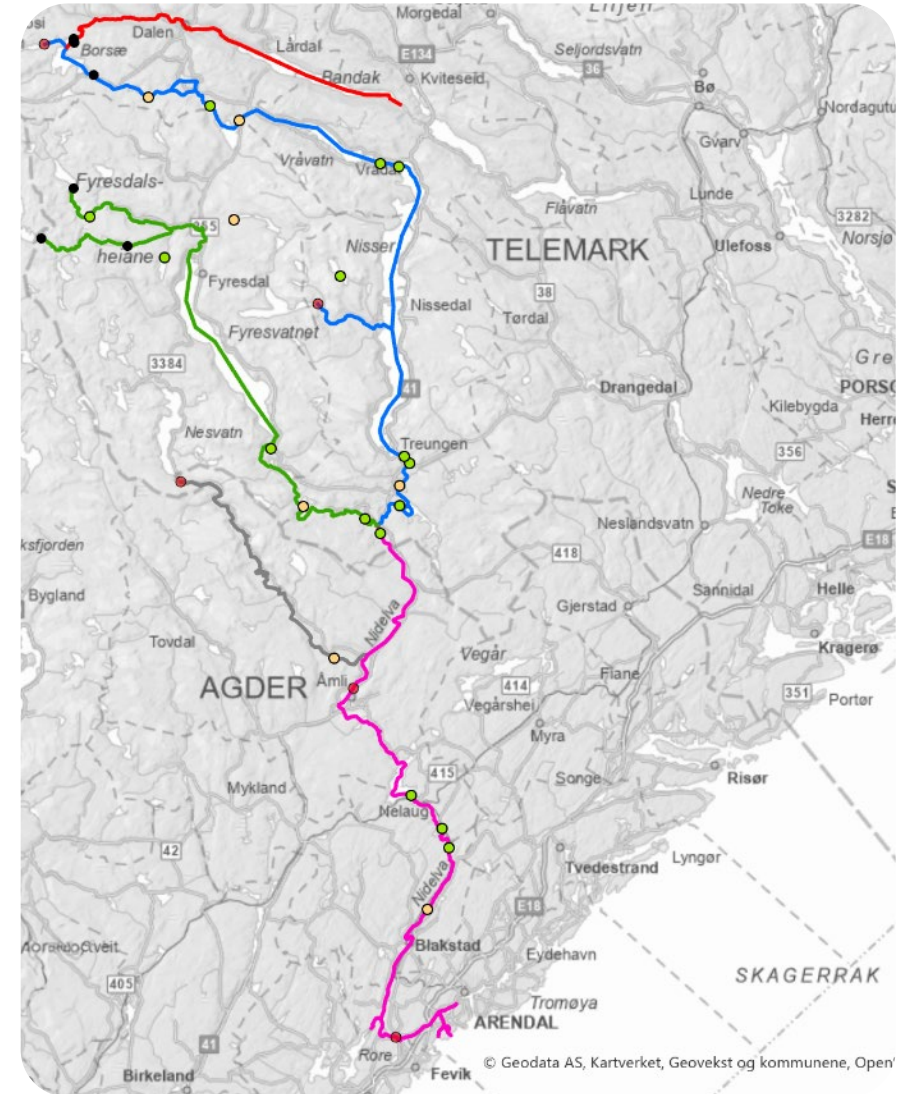 Morgedal
osi
Dalen
Borsæ
Lårdal
E134
Seljordsvatn
36
Bandak
Kviteseid
Bø
Nordagutu
Gvarv
Vråvatn
Vrådal
Fyresdals-
heiane
355
Flåvatn
Lunde
3282
Norsjø
Nisser
TELEMARK
Ulefoss
Fyresdal
38
Nissedal
Tørdal
Fyresvatnet
3384
41
Gre
Drangedal
PORSG
Kilebygda
Herre
Nesvatn
Treungen
356
Nedre
Toke
S
Neslandsvatn
E18
ksfjorden
418
Bygland
Gjerstad
Sannidal
Helle
Nidelva
Tovdal
Vegår
Fiane
Kragerø
AGDER
Åmli
414
Vegårshei
351
Portør
Myra
415
Songe
Risør
Mykland
Nelaug
42
Tvedestrand
Lyngør
Nidelva
E18
Blakstad
Eydehavn
405
SKAGERRAK
Tromøya
ARENDAL
41
Rore
Fevik
Birkeland
© Geodata AS, Kartverket, Geovekst og kommunene, Open